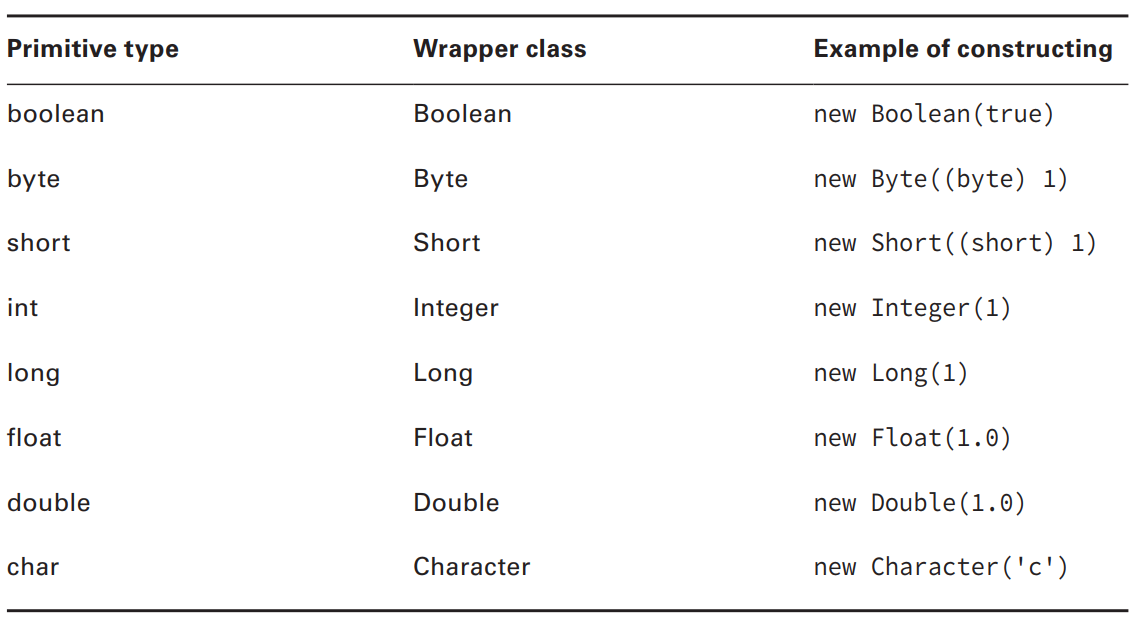 Primitive type Wrapper class Example of constructing
boolean Boolean new Boolean(true)
byte Byte new Byte((byte) 1)
short Short new Short((short) 1)
int Integer new Integer(1)
long Long new Long(1)
float Float new Float(1.0)
double Double new Double(1.0)
char Character new Character('c')